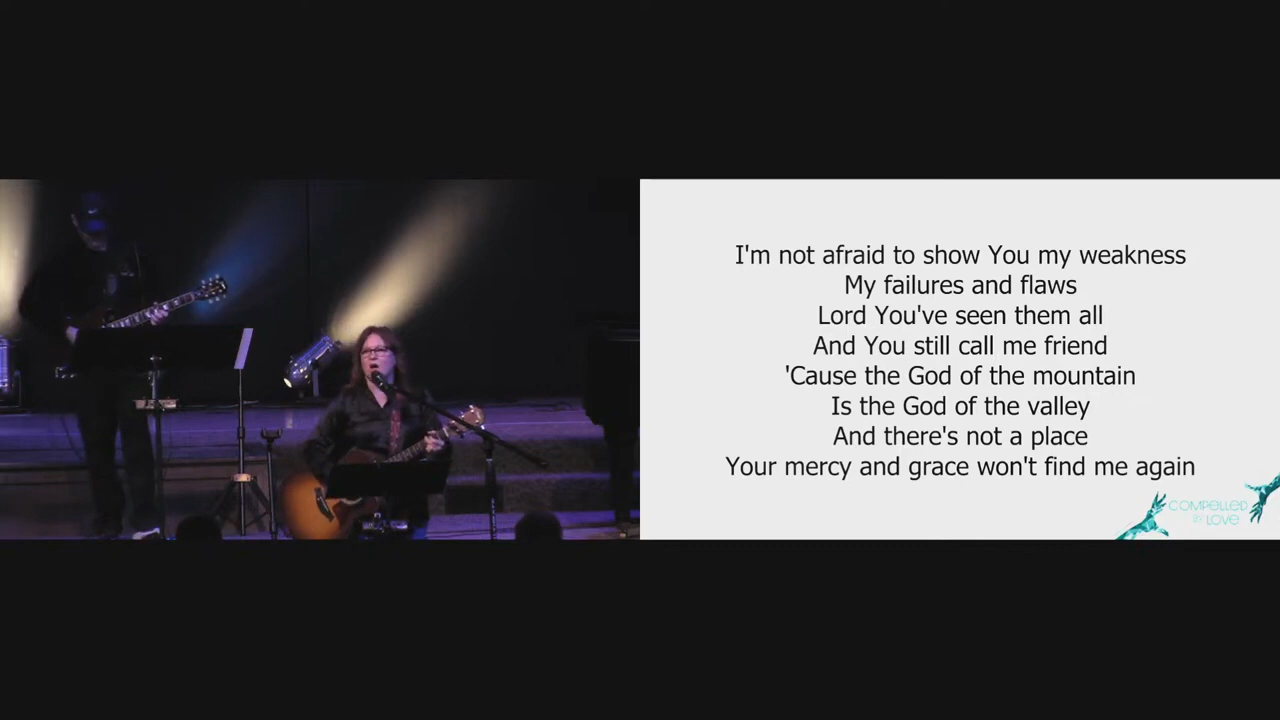 I'm not afraid to show You my weakness
My failures and flaws
Lord You've seen them all
And You still call me friend
'Cause the God of the mountain
Is the God of the valley
And there's not a place
Your mercy and grace won't find me again
COMPELLED
BY LOVE